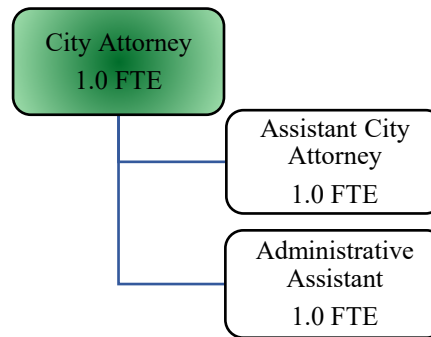 City Attorney
1.0 FTE
Assistant City
Attorney
1.0 FTE
Administrative
Assistant
1.0 FTE